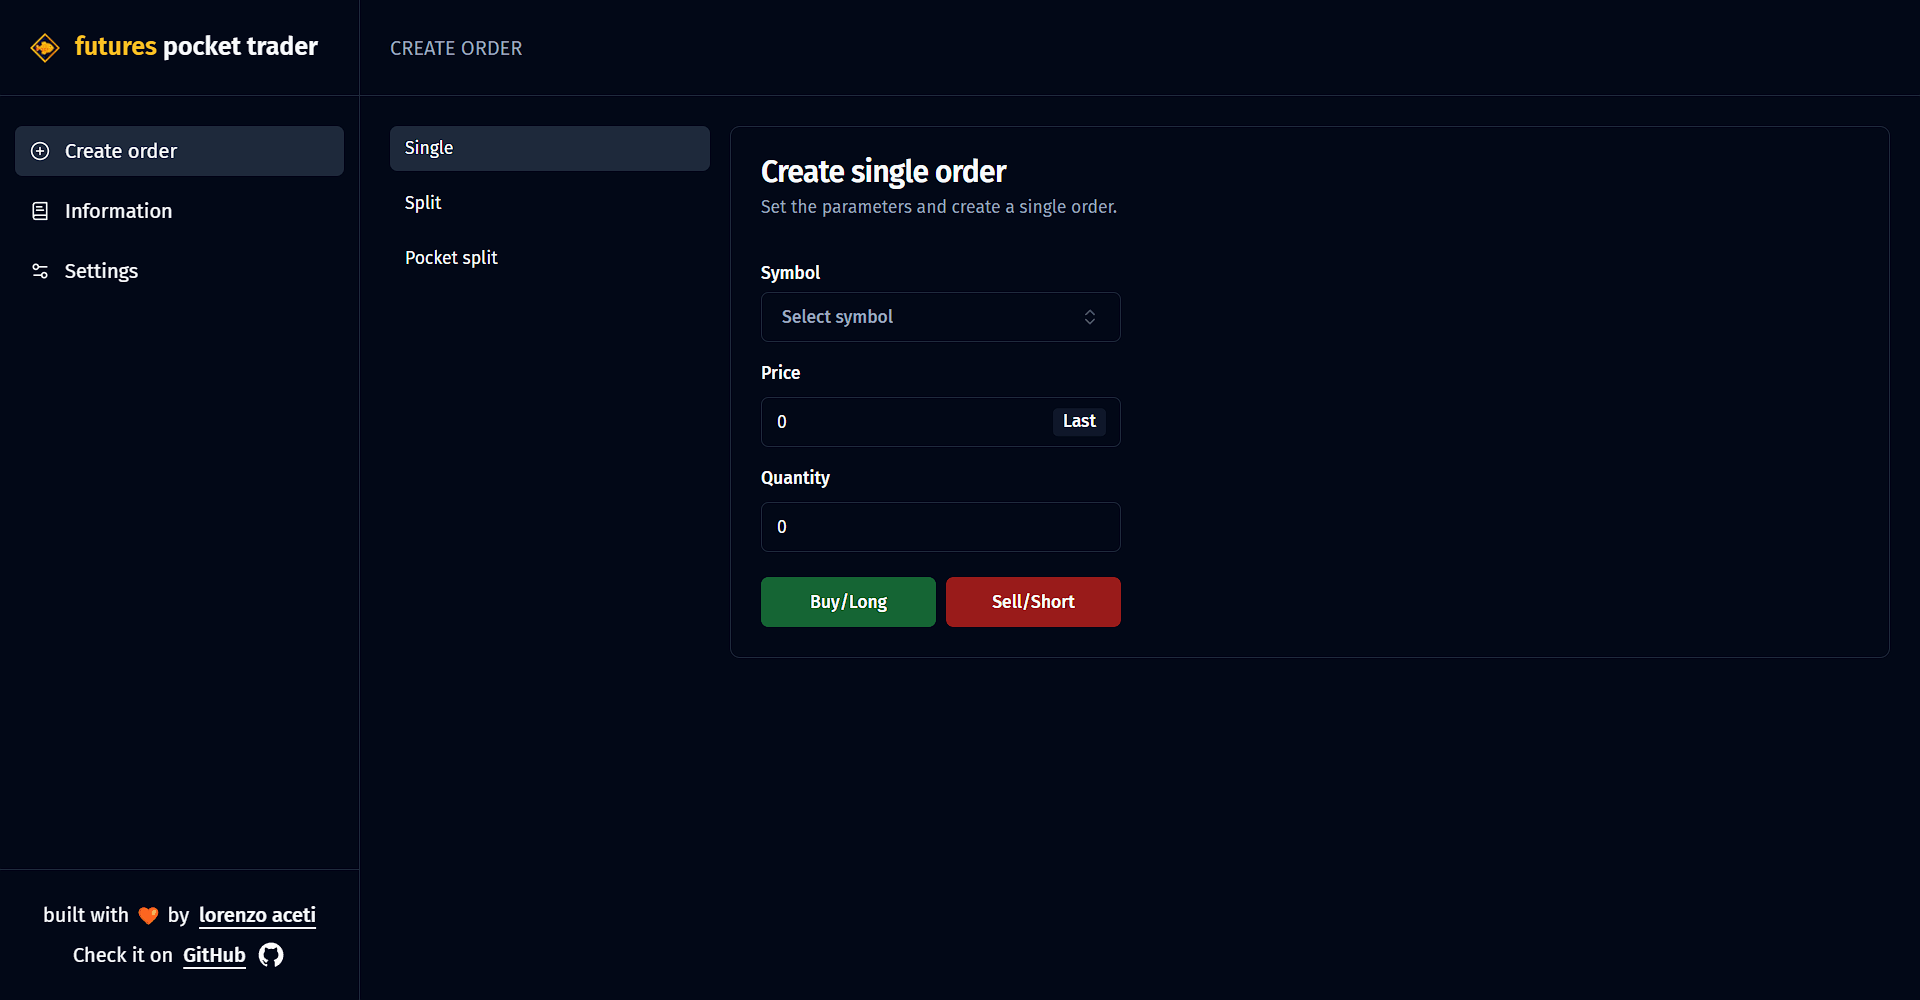 futures pocket trader
CREATE ORDER
Create order
Information
Settings
Single
Split
Pocket split
Create single order
Set the parameters and create a single order.
Symbol
Select symbol
Price
0 Last
Quantity
0
Buy/Long Sell/Short
built with 🧡 by lorenzo aceti
Check it on GitHub